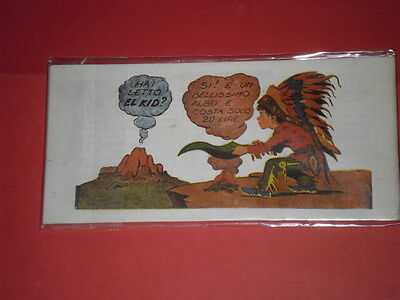 HAI
LETTO
EL KID?
SI! È UN
BELLISSIMO
ALBO E
COSTA SOLO
20 LIRE